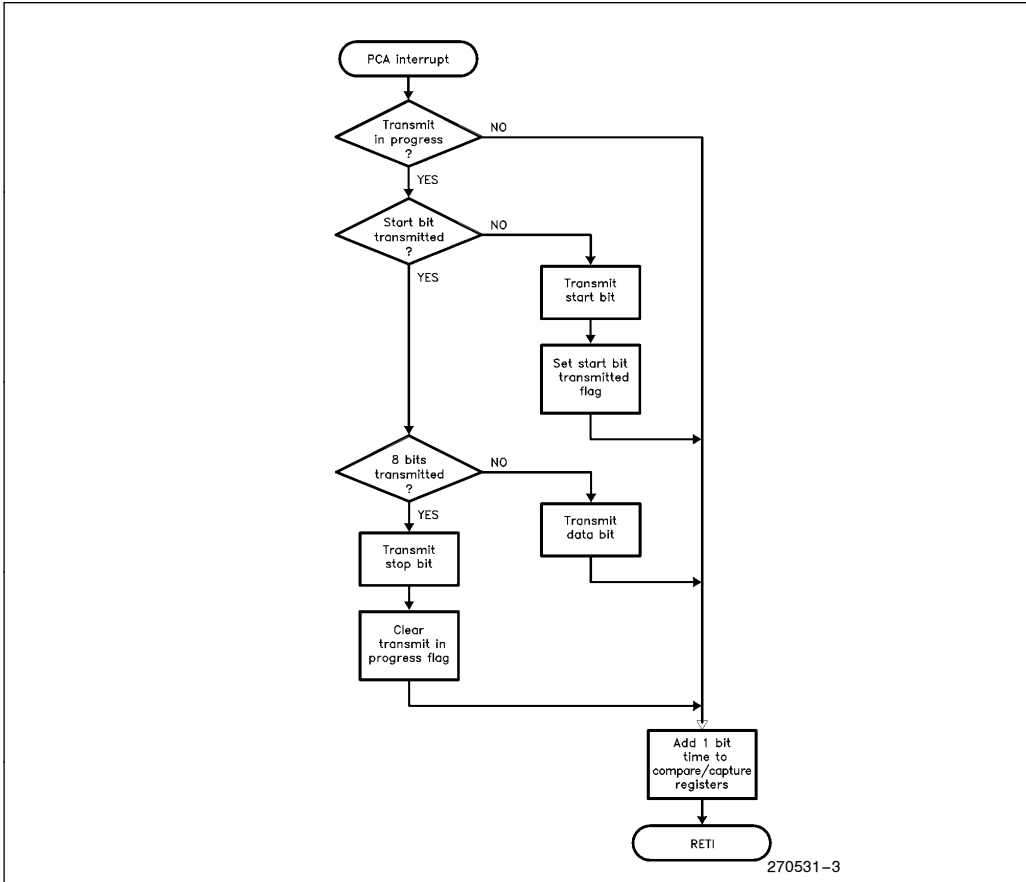 PCA interrupt
Transmit
in progress
?
NO
YES
Start bit
transmitted
?
NO
YES
Transmit
start bit
Set start bit
transmitted
flag
8 bits
transmitted
?
NO
YES
Transmit
data bit
Transmit
stop bit
Clear
transmit in
progress flag
Add 1 bit
time to
compare/capture
registers
RETI
270531–3